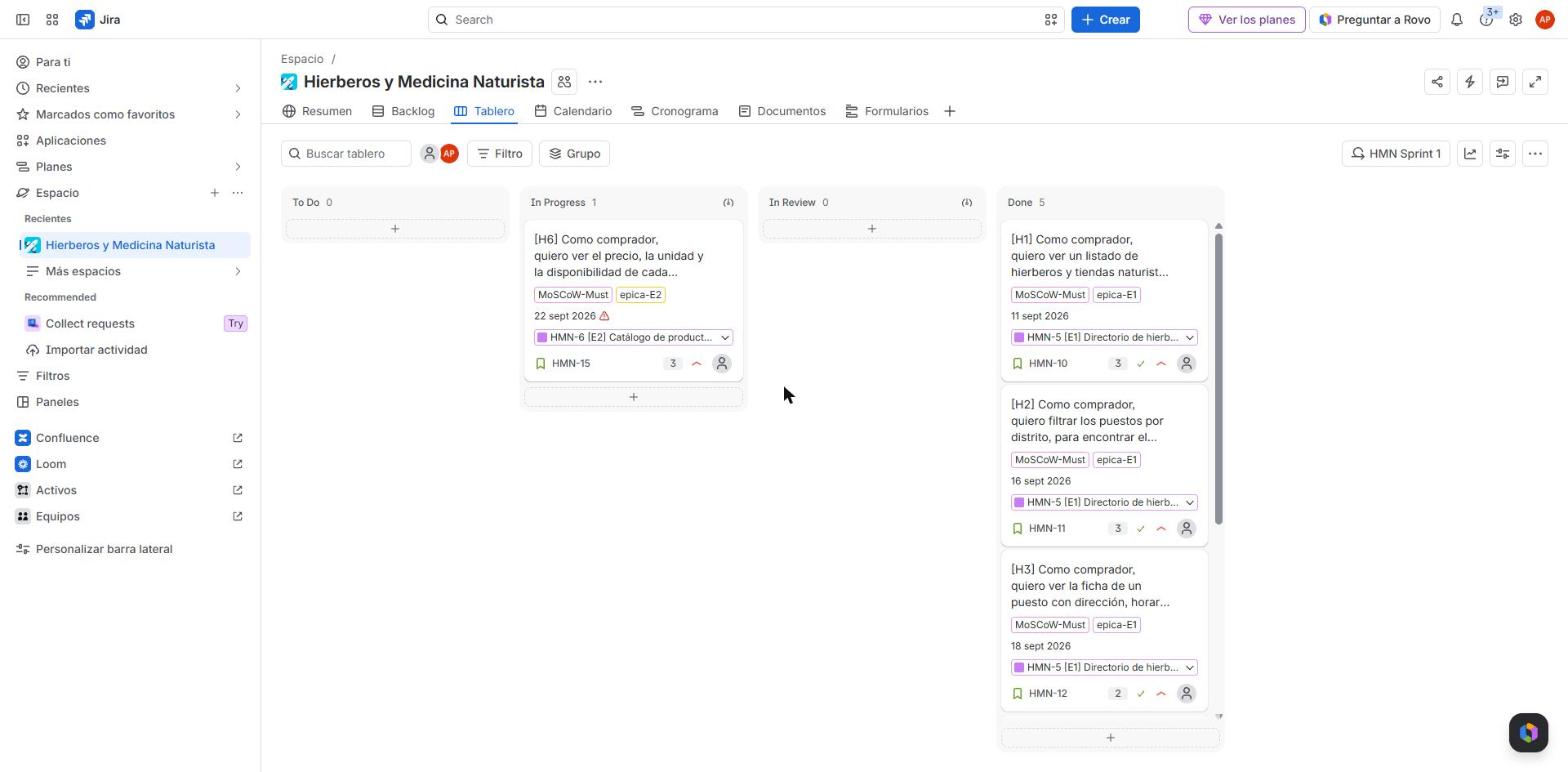 Jira
Search
Crear
Ver los planes
Preguntar a Rovo
3+
AP
Para ti
Recientes
Marcados como favoritos
Aplicaciones
Planes
Espacio
Recientes
Hierberos y Medicina Naturista
Más espacios
Recommended
Collect requests
Try
Importar actividad
Filtros
Paneles
Confluence
Loom
Activos
Equipos
Personalizar barra lateral
Espacio /
Hierberos y Medicina Naturista
Resumen
Backlog
Tablero
Calendario
Cronograma
Documentos
Formularios
Buscar tablero
AP
Filtro
Grupo
HMN Sprint 1
To Do 0
In Progress 1
[H6] Como comprador,
quiero ver el precio, la unidad y
la disponibilidad de cada...
MoSCoW-Must epica-E2
22 sept 2026
HMN-6 [E2] Catálogo de product...
HMN-15 3
In Review 0
Done 5
[H1] Como comprador,
quiero ver un listado de
hierberos y tiendas naturist...
MoSCoW-Must epica-E1
11 sept 2026
HMN-5 [E1] Directorio de hierb...
HMN-10 3
[H2] Como comprador,
quiero filtrar los puestos por
distrito, para encontrar el...
MoSCoW-Must epica-E1
16 sept 2026
HMN-5 [E1] Directorio de hierb...
HMN-11 3
[H3] Como comprador,
quiero ver la ficha de un
puesto con dirección, horar...
MoSCoW-Must epica-E1
18 sept 2026
HMN-5 [E1] Directorio de hierb...
HMN-12 2